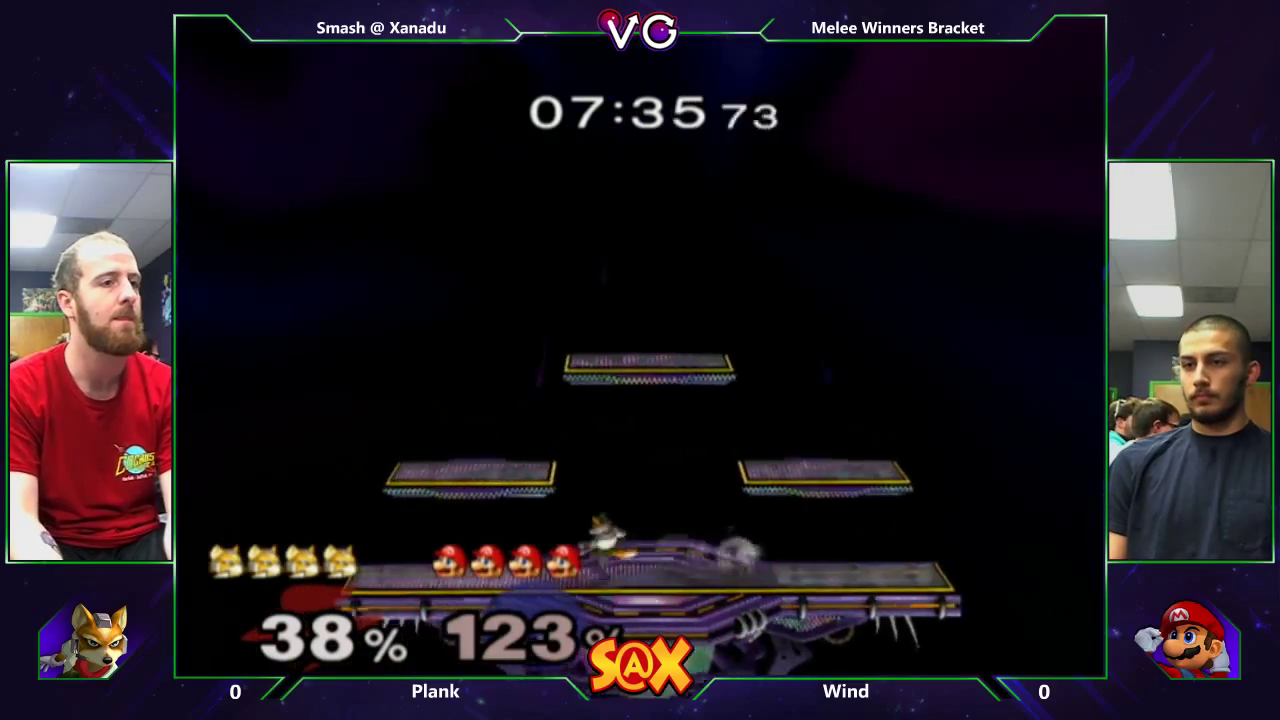 Smash @ Xanadu
VG
Melee Winners Bracket
07:35 73
38%
123%
S@X
0
Plank
Wind
0